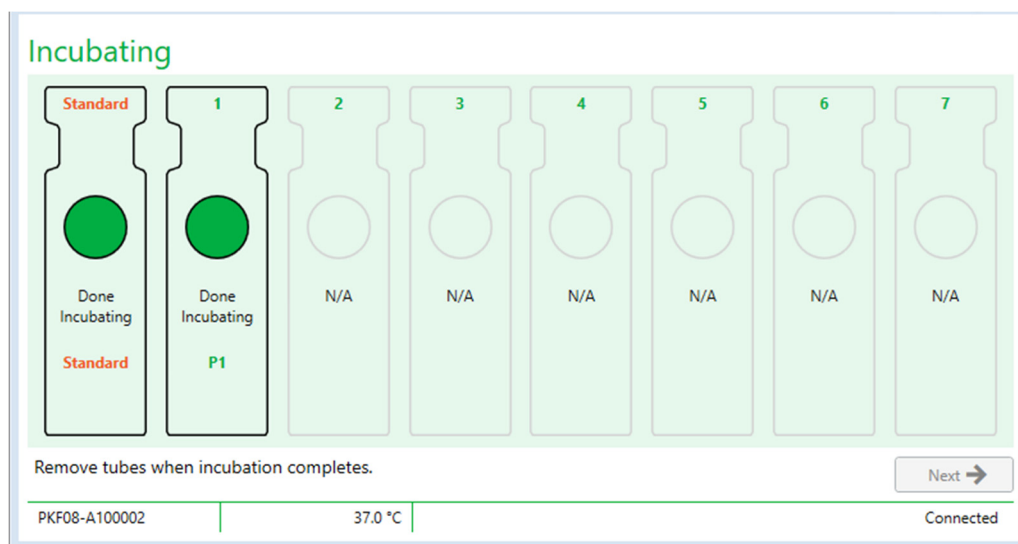 Incubating
Standard 1 2 3 4 5 6 7
Done Incubating Done Incubating N/A N/A N/A N/A N/A N/A
Standard P1
Remove tubes when incubation completes.
Next
PKF08-A100002 37.0 °C Connected